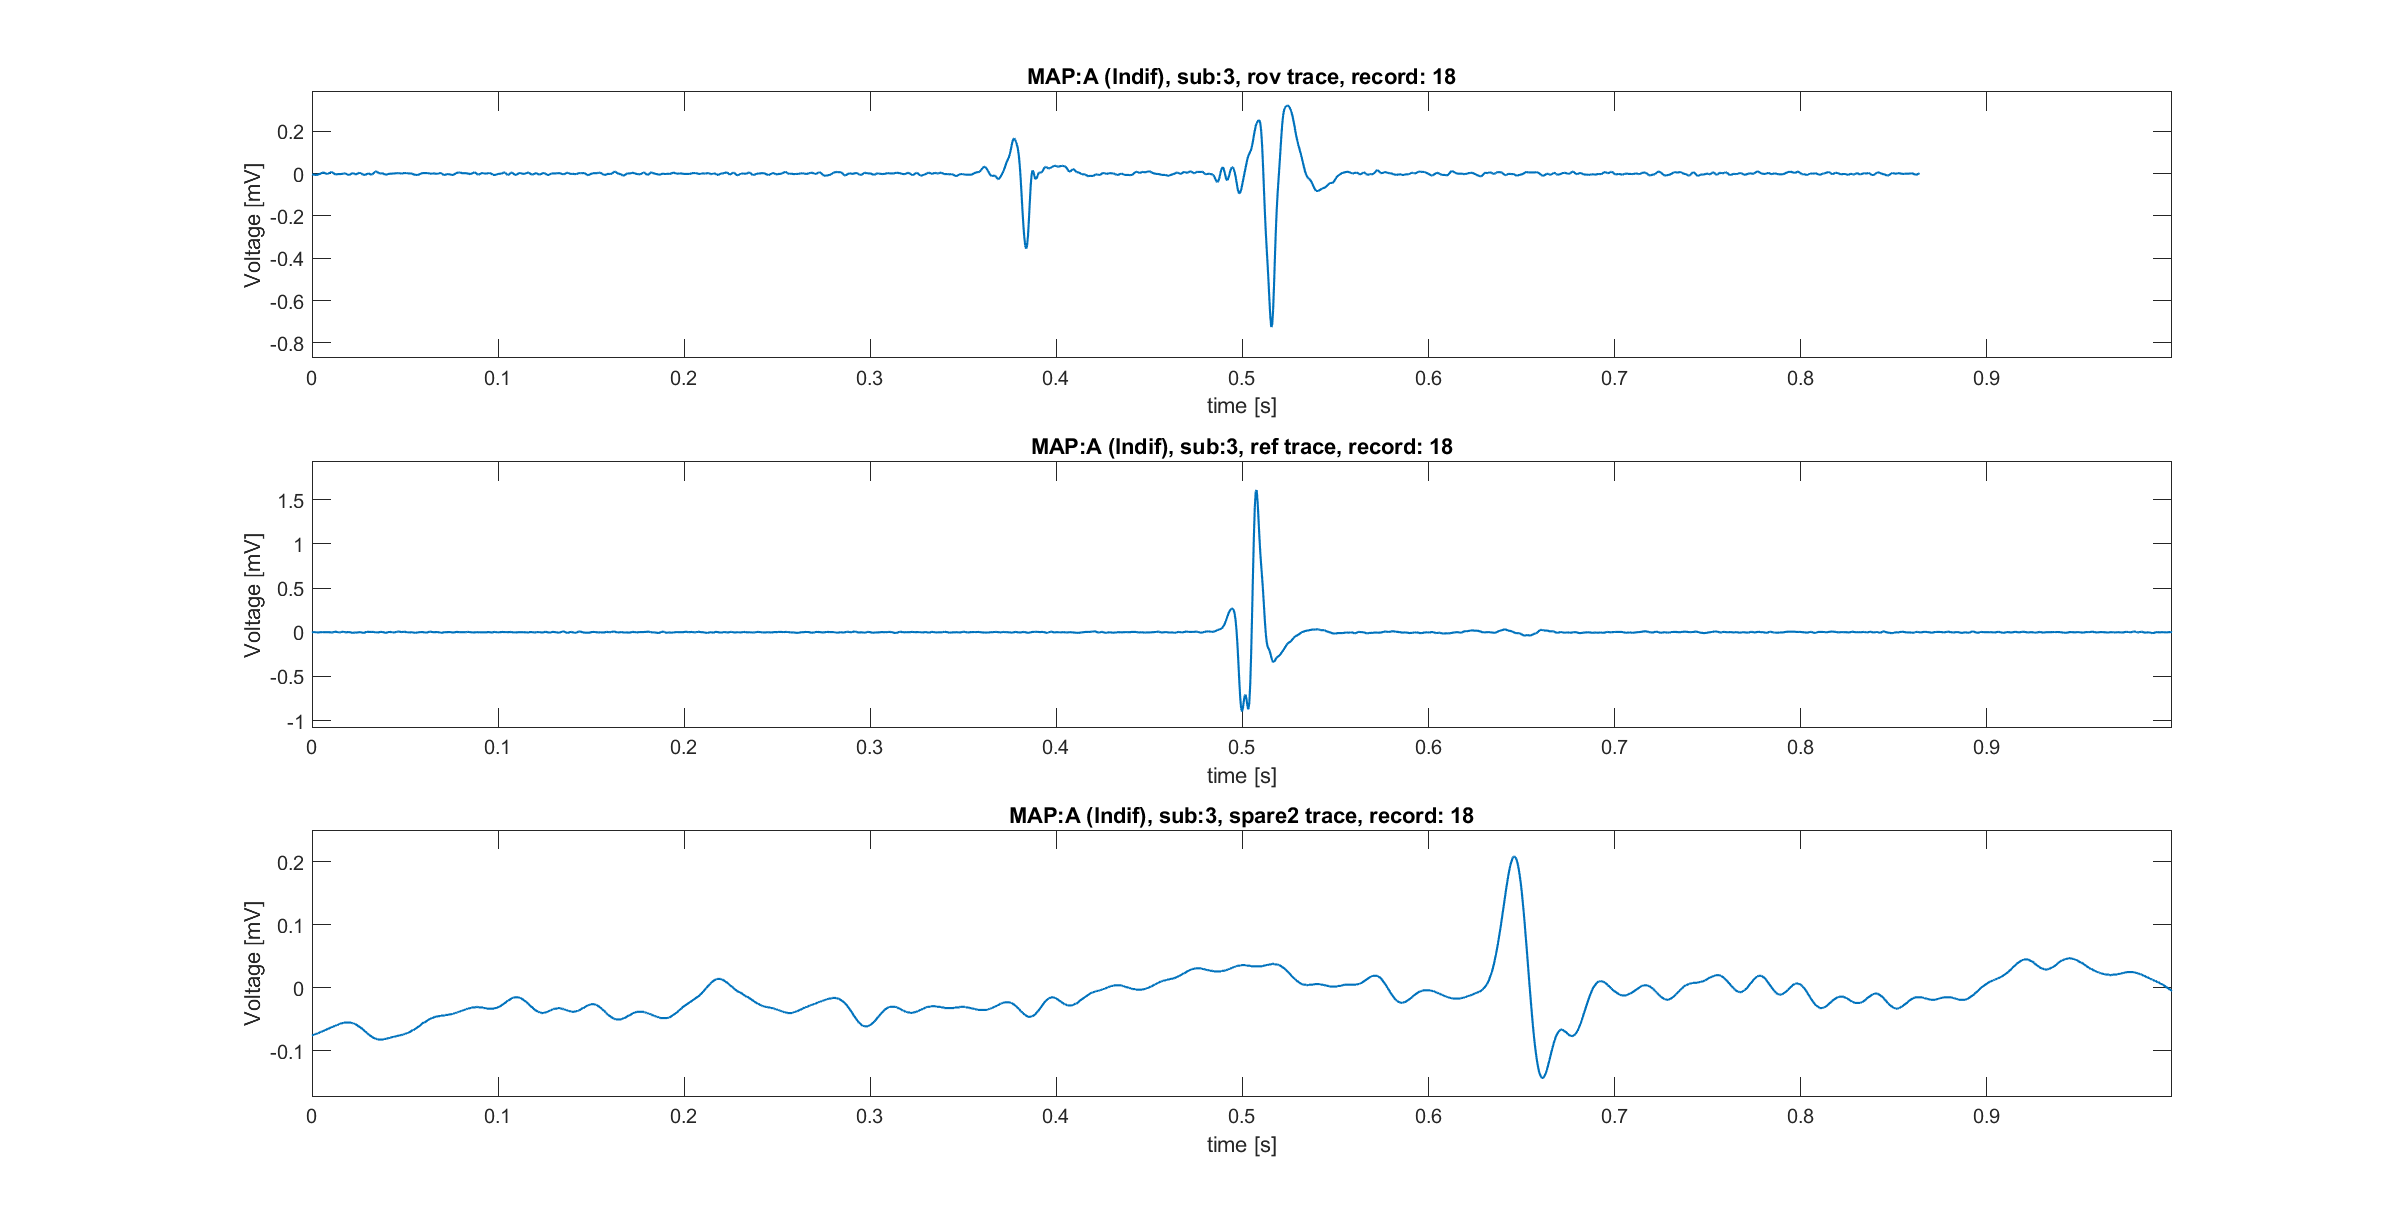 MAP:A (Indif), sub:3, rov trace, record: 18
Voltage [mV]
0.2
0
-0.2
-0.4
-0.6
-0.8
0 0.1 0.2 0.3 0.4 0.5 0.6 0.7 0.8 0.9
time [s]
MAP:A (Indif), sub:3, ref trace, record: 18
Voltage [mV]
1.5
1
0.5
0
-0.5
-1
0 0.1 0.2 0.3 0.4 0.5 0.6 0.7 0.8 0.9
time [s]
MAP:A (Indif), sub:3, spare2 trace, record: 18
Voltage [mV]
0.2
0.1
0
-0.1
0 0.1 0.2 0.3 0.4 0.5 0.6 0.7 0.8 0.9
time [s]